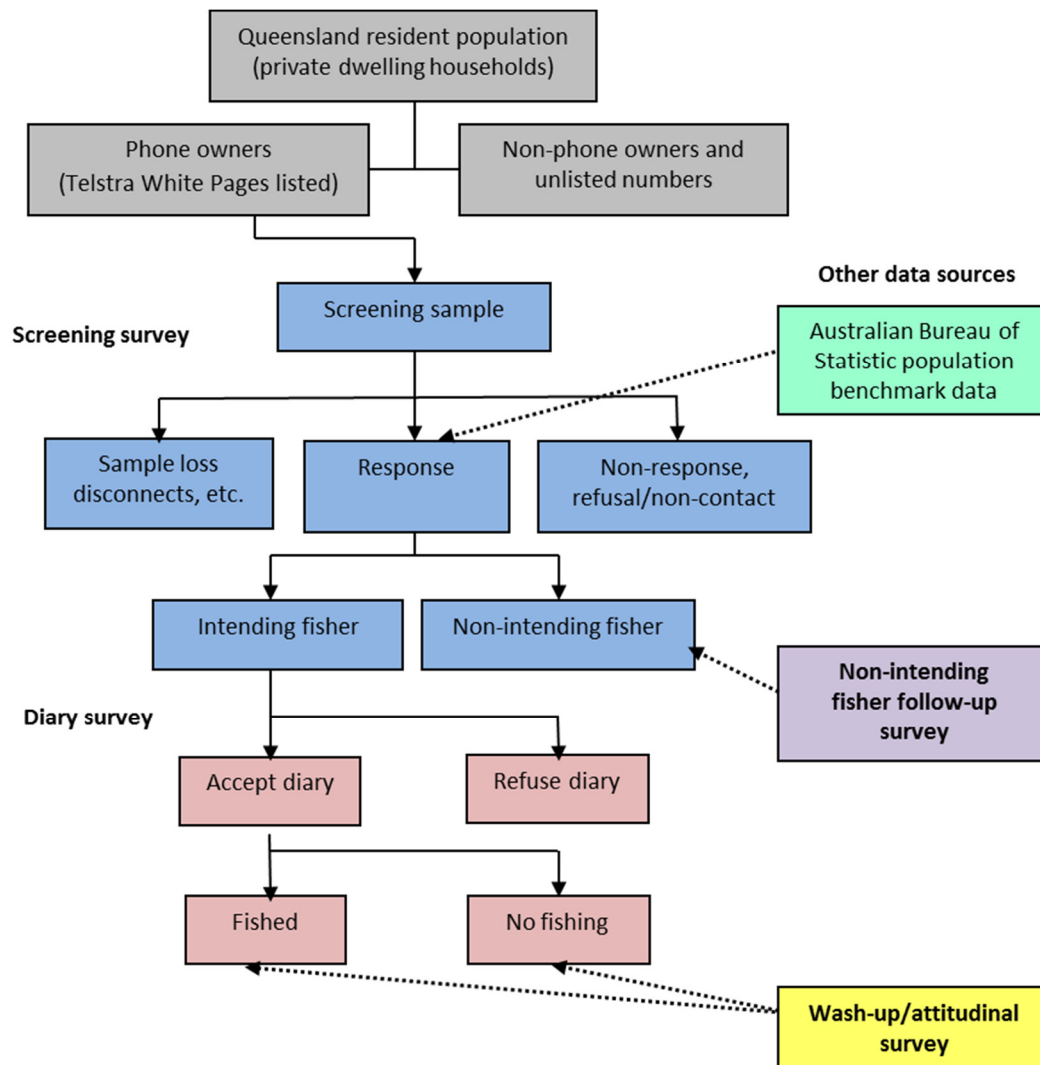 Queensland resident population
(private dwelling households)
Phone owners
(Telstra White Pages listed)
Non-phone owners and
unlisted numbers
Other data sources
Screening sample
Screening survey
Australian Bureau of
Statistic population
benchmark data
Sample loss
disconnects, etc.
Response
Non-response,
refusal/non-contact
Intending fisher
Non-intending fisher
Non-intending
fisher follow-up
survey
Diary survey
Accept diary
Refuse diary
Fished
No fishing
Wash-up/attitudinal
survey